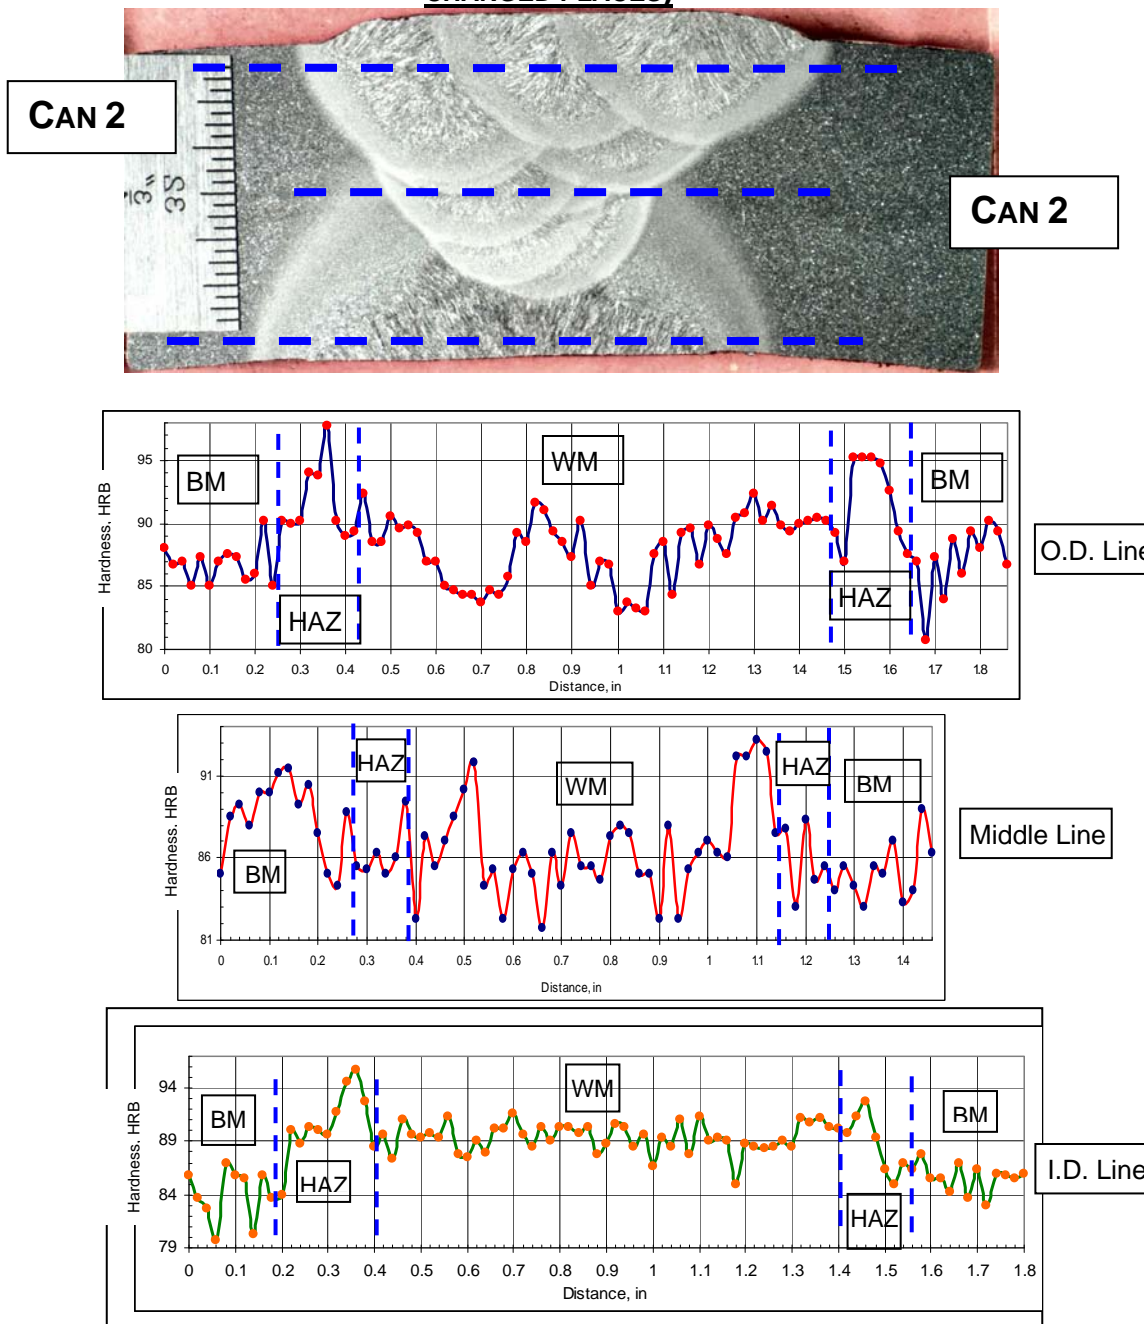 CHANGED PLACES)
CAN 2
3"
3S
CAN 2
Hardness. HRB
95
90
85
80
BM
HAZ
WM
HAZ
BM
0 0.1 0.2 0.3 0.4 0.5 0.6 0.7 0.8 0.9 1 1.1 1.2 1.3 1.4 1.5 1.6 1.7 1.8
Distance, in
O.D. Line
Hardness. HRB
91
86
81
BM
HAZ
WM
HAZ
BM
0 0.1 0.2 0.3 0.4 0.5 0.6 0.7 0.8 0.9 1 1.1 1.2 1.3 1.4
Distance, in
Middle Line
Hardness. HRB
94
89
84
79
BM
HAZ
WM
HAZ
BM
0 0.1 0.2 0.3 0.4 0.5 0.6 0.7 0.8 0.9 1 1.1 1.2 1.3 1.4 1.5 1.6 1.7 1.8
Distance, in
I.D. Line